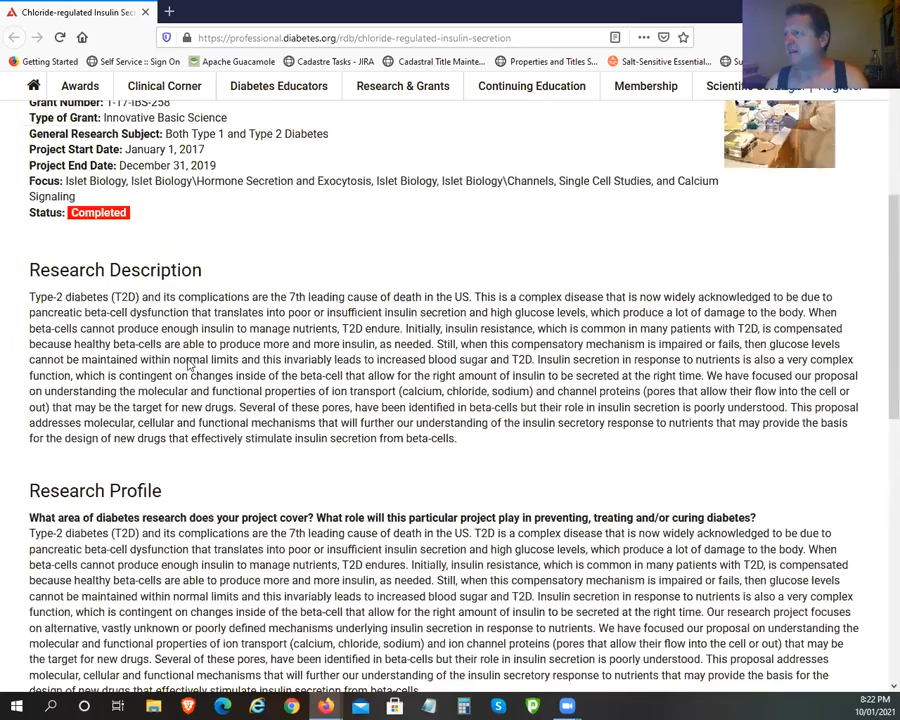 Chloride-regulated Insulin Sec
https://professional.diabetes.org/rdb/chloride-regulated-insulin-secretion
Getting Started
Self Service :: Sign On
Apache Guacamole
Cadastre Tasks - JIRA
Cadastral Title Mainte...
Properties and Titles S...
Salt-Sensitive Essential...
Awards
Clinical Corner
Diabetes Educators
Research & Grants
Continuing Education
Membership
Grant Number: 1-17-IBS-258
Type of Grant: Innovative Basic Science
General Research Subject: Both Type 1 and Type 2 Diabetes
Project Start Date: January 1, 2017
Project End Date: December 31, 2019
Focus: Islet Biology, Islet Biology\Hormone Secretion and Exocytosis, Islet Biology, Islet Biology\Channels, Single Cell Studies, and Calcium
Signaling
Status: Completed
Research Description
Type-2 diabetes (T2D) and its complications are the 7th leading cause of death in the US. This is a complex disease that is now widely acknowledged to be due to
pancreatic beta-cell dysfunction that translates into poor or insufficient insulin secretion and high glucose levels, which produce a lot of damage to the body. When
beta-cells cannot produce enough insulin to manage nutrients, T2D endure. Initially, insulin resistance, which is common in many patients with T2D, is compensated
because healthy beta-cells are able to produce more and more insulin, as needed. Still, when this compensatory mechanism is impaired or fails, then glucose levels
cannot be maintained within normal limits and this invariably leads to increased blood sugar and T2D. Insulin secretion in response to nutrients is also a very complex
function, which is contingent on changes inside of the beta-cell that allow for the right amount of insulin to be secreted at the right time. We have focused our proposal
on understanding the molecular and functional properties of ion transport (calcium, chloride, sodium) and channel proteins (pores that allow their flow into the cell or
out) that may be the target for new drugs. Several of these pores, have been identified in beta-cells but their role in insulin secretion is poorly understood. This proposal
addresses molecular, cellular and functional mechanisms that will further our understanding of the insulin secretory response to nutrients that may provide the basis
for the design of new drugs that effectively stimulate insulin secretion from beta-cells.
Research Profile
What area of diabetes research does your project cover? What role will this particular project play in preventing, treating and/or curing diabetes?
Type-2 diabetes (T2D) and its complications are the 7th leading cause of death in the US. T2D is a complex disease that is now widely acknowledged to be due to
pancreatic beta-cell dysfunction that translates into poor or insufficient insulin secretion and high glucose levels, which produce a lot of damage to the body. When
beta-cells cannot produce enough insulin to manage nutrients, T2D endures. Initially, insulin resistance, which is common in many patients with T2D, is compensated
because healthy beta-cells are able to produce more and more insulin, as needed. Still, when this compensatory mechanism is impaired or fails, then glucose levels
cannot be maintained within normal limits and this invariably leads to increased blood sugar and T2D. Insulin secretion in response to nutrients is also a very complex
function, which is contingent on changes inside of the beta-cell that allow for the right amount of insulin to be secreted at the right time. Our research project focuses
on alternative, vastly unknown or poorly defined mechanisms underlying insulin secretion in response to nutrients. We have focused our proposal on understanding the
molecular and functional properties of ion transport (calcium, chloride, sodium) and ion channel proteins (pores that allow their flow into the cell or out) that may be
the target for new drugs. Several of these pores, have been identified in beta-cells but their role in insulin secretion is poorly understood. This proposal addresses
molecular, cellular and functional mechanisms that will further our understanding of the insulin secretory response to nutrients that may provide the basis for the
design of new drugs that effectively stimulate insulin secretion from beta-cells.
8:22 PM
10/01/2021